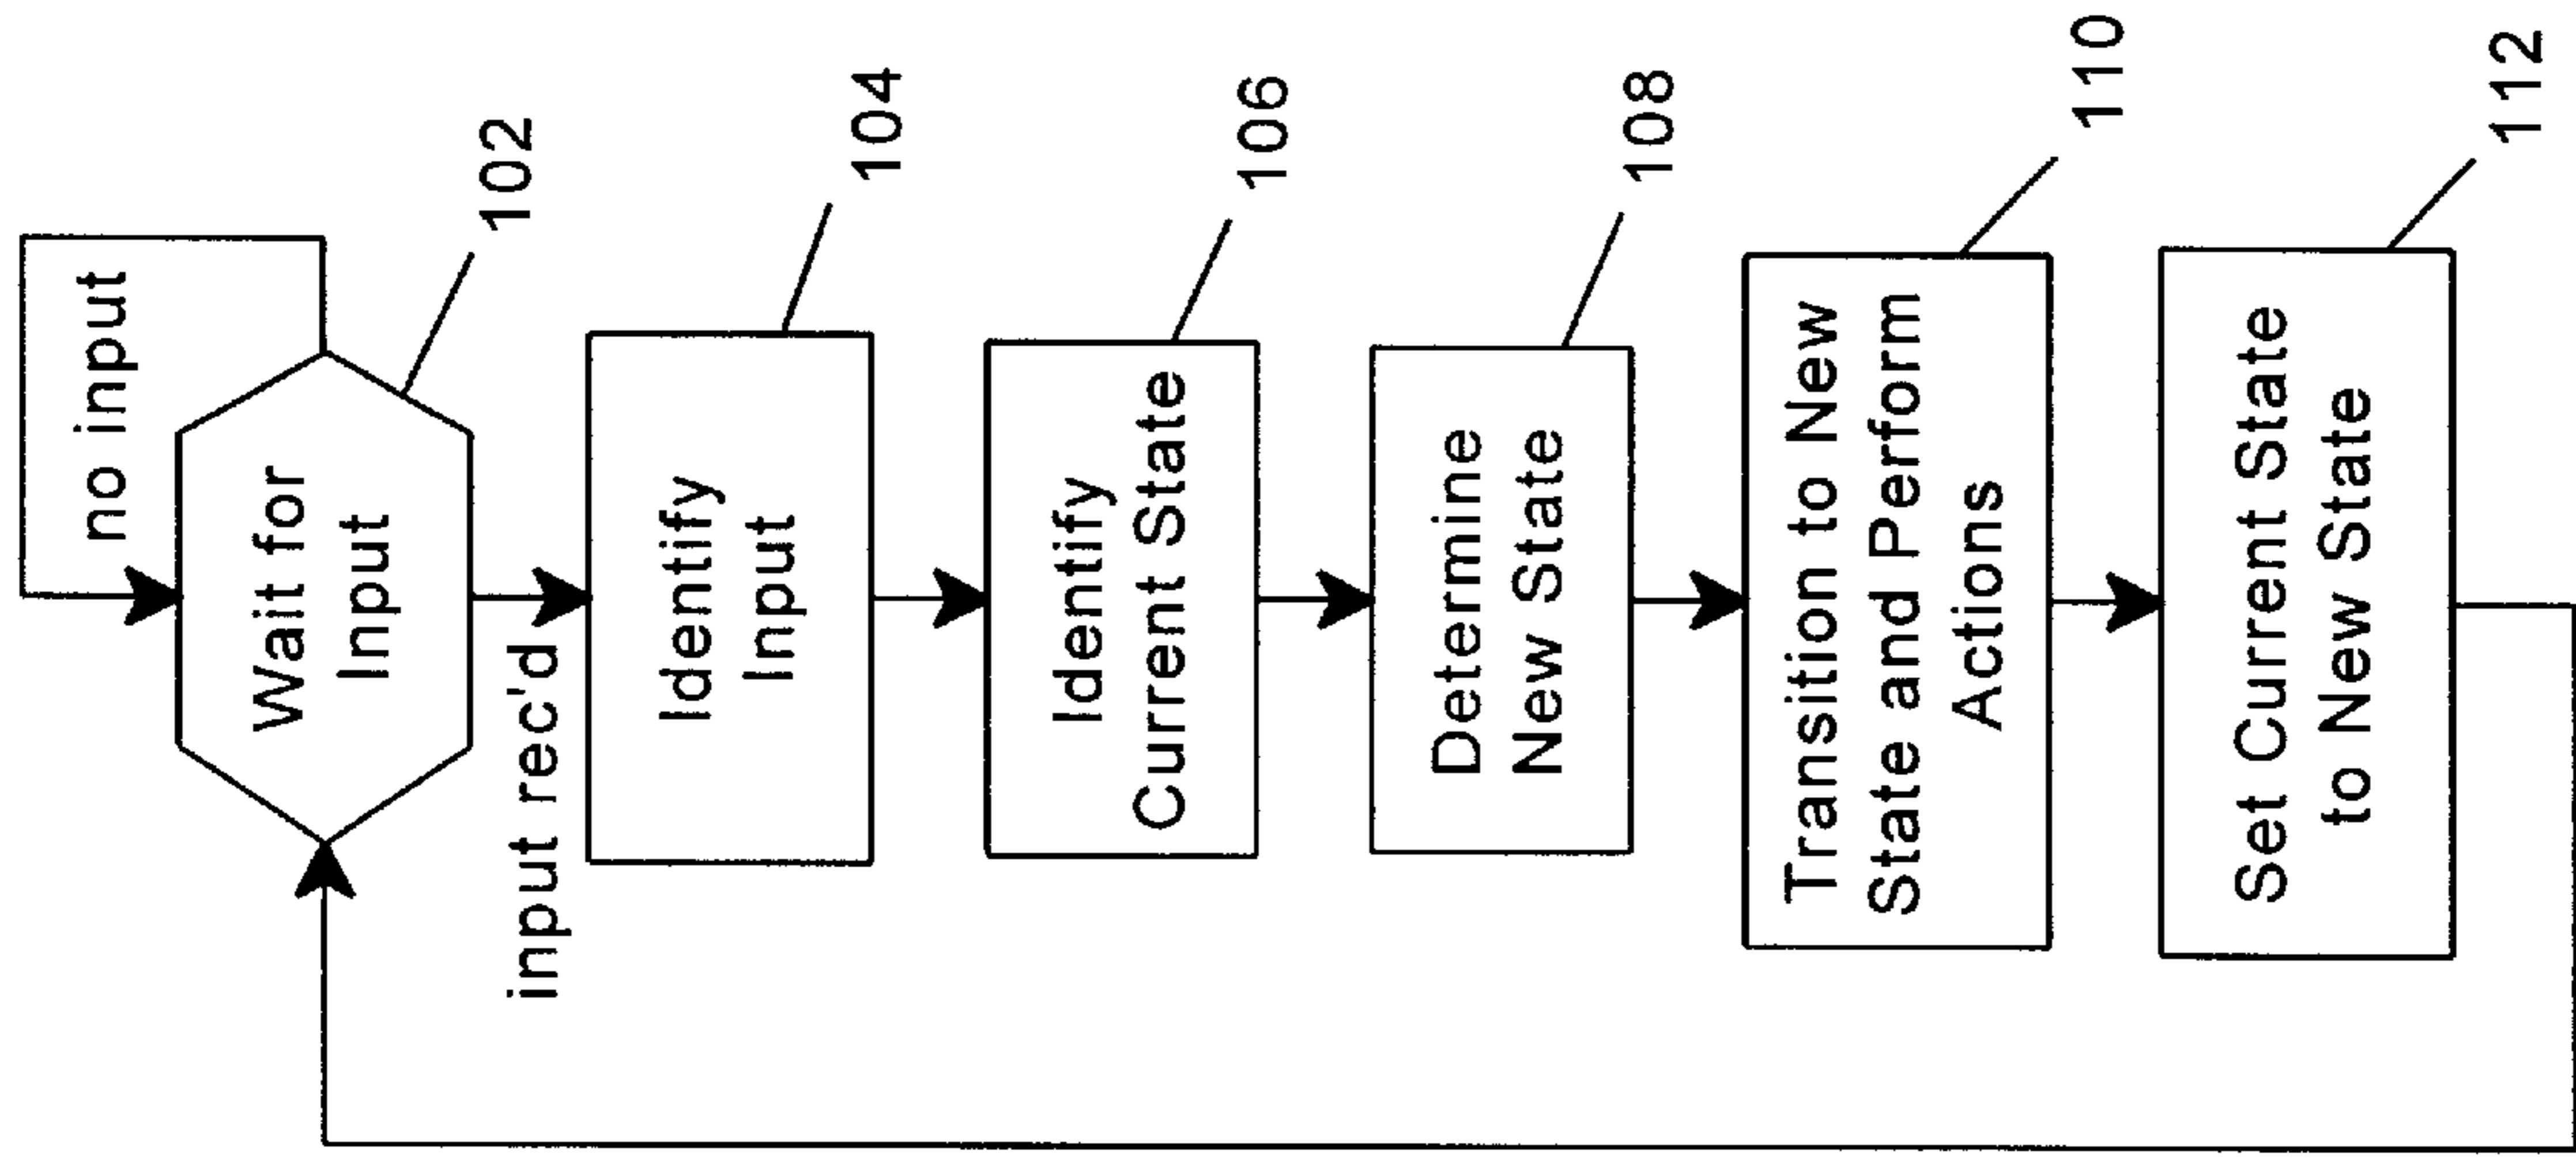 no input
Wait for
Input
102
input rec'd
Identify
Input
104
Identify
Current State
106
Determine
New State
108
Transition to New
State and Perform
Actions
110
Set Current State
to New State
112